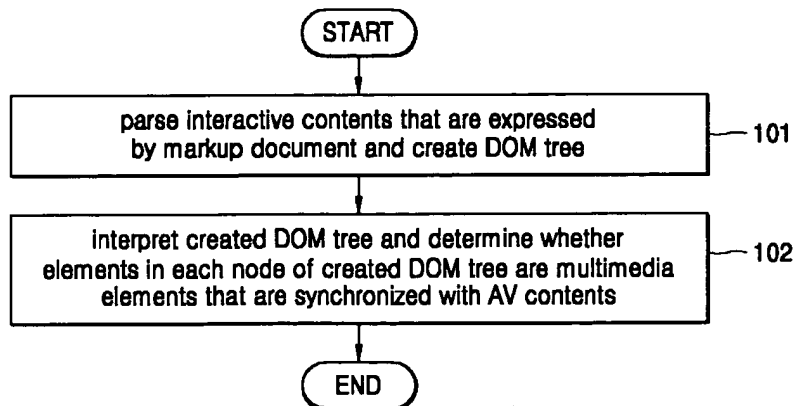 START
parse interactive contents that are expressed
by markup document and create DOM tree
101
interpret created DOM tree and determine whether
elements in each node of created DOM tree are multimedia
elements that are synchronized with AV contents
102
END